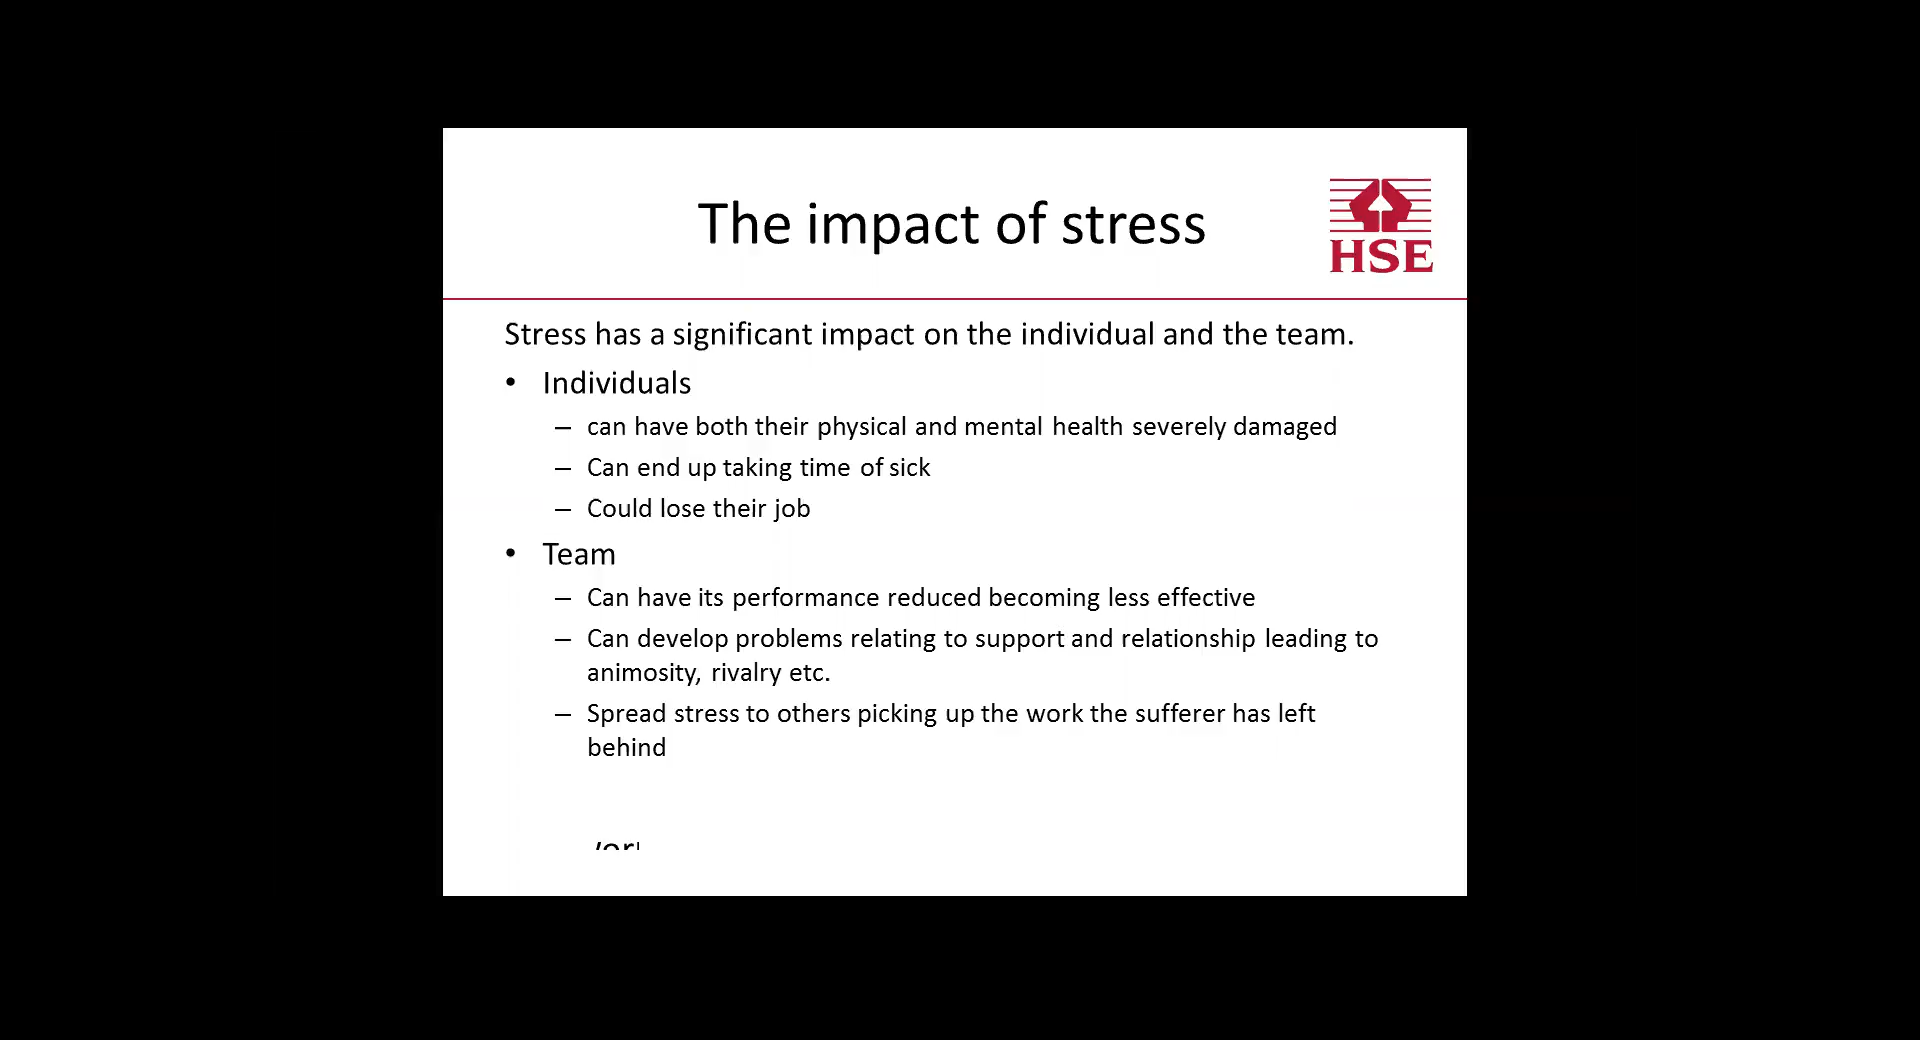 The impact of stress
HSE
Stress has a significant impact on the individual and the team.
• Individuals
– can have both their physical and mental health severely damaged
– Can end up taking time of sick
– Could lose their job
• Team
– Can have its performance reduced becoming less effective
– Can develop problems relating to support and relationship leading to
animosity, rivalry etc.
– Spread stress to others picking up the work the sufferer has left
behind